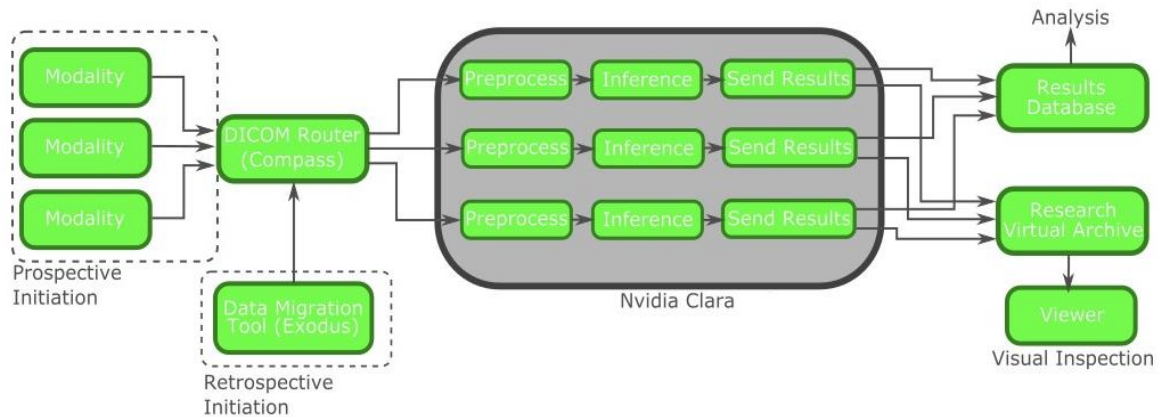 Analysis
Modality
Modality
Modality
Prospective
Initiation
DICOM Router
(Compass)
Data Migration
Tool (Exodus)
Retrospective
Initiation
Preprocess
Inference
Send Results
Preprocess
Inference
Send Results
Preprocess
Inference
Send Results
Nvidia Clara
Results
Database
Research
Virtual Archive
Viewer
Visual Inspection